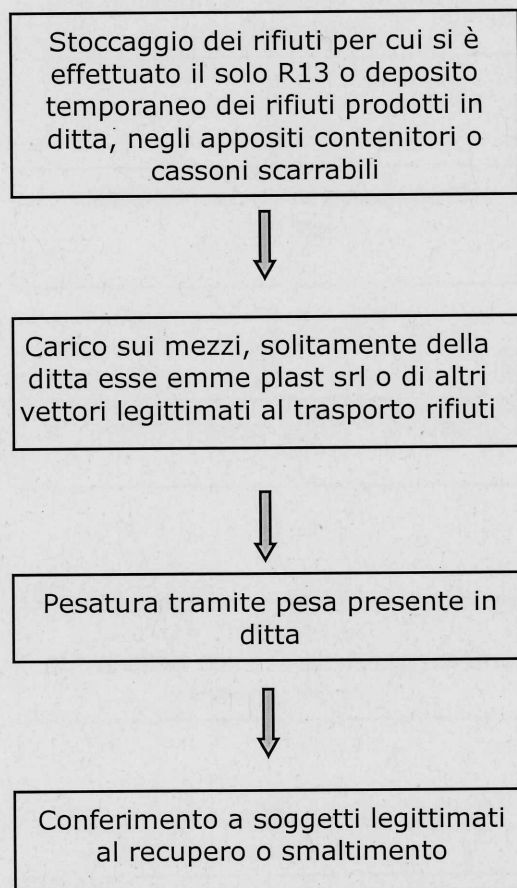 Stoccaggio dei rifiuti per cui si è
effettuato il solo R13 o deposito
temporaneo dei rifiuti prodotti in
ditta, negli appositi contenitori o
cassoni scarrabili
Carico sui mezzi, solitamente della
ditta esse emme plast srl o di altri
vettori legittimati al trasporto rifiuti
Pesatura tramite pesa presente in
ditta
Conferimento a soggetti legittimati
al recupero o smaltimento